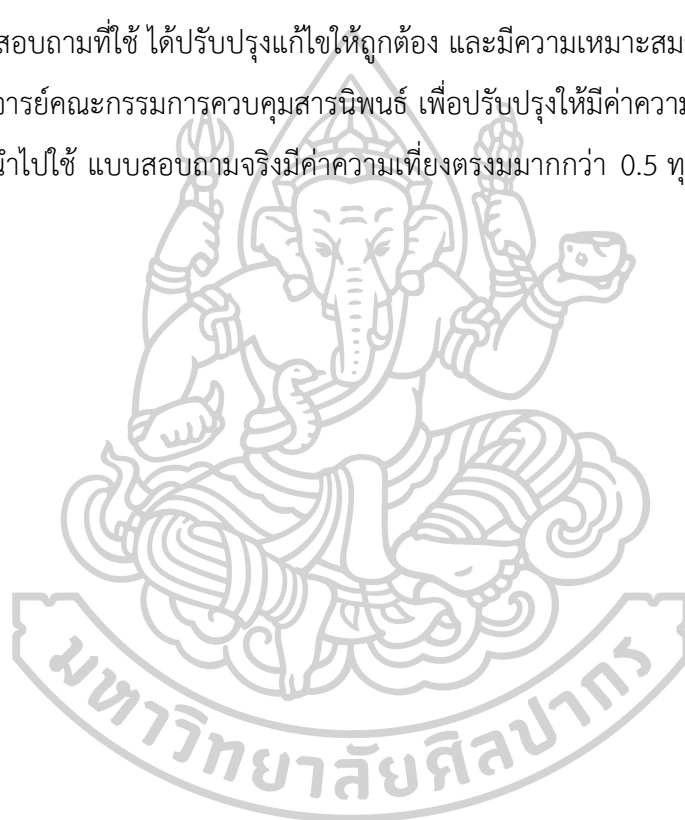 สอบถามที่ใช้ ได้ปรับปรุงแก้ไขให้ถูกต้อง และมีความเหมาะสม
จารย์คณะกรรมการควบคุมสารนิพนธ์ เพื่อปรับปรุงให้มีค่าความ
นำไปใช้ แบบสอบถามจริงมีค่าความเที่ยงตรงมมากกว่า 0.5 ทุ
มหาวิทยาลัยศิลปากร